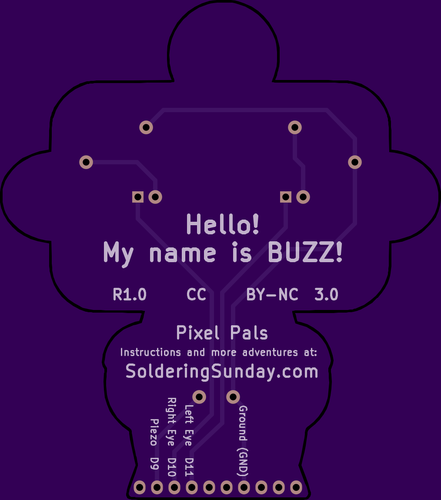 Hello!
My name is BUZZ!
R1.0 CC BY-NC 3.0
Pixel Pals
Instructions and more adventures at:
SolderingSunday.com
Piezo D9
Right Eye D10
Left Eye D11
Ground (GND)